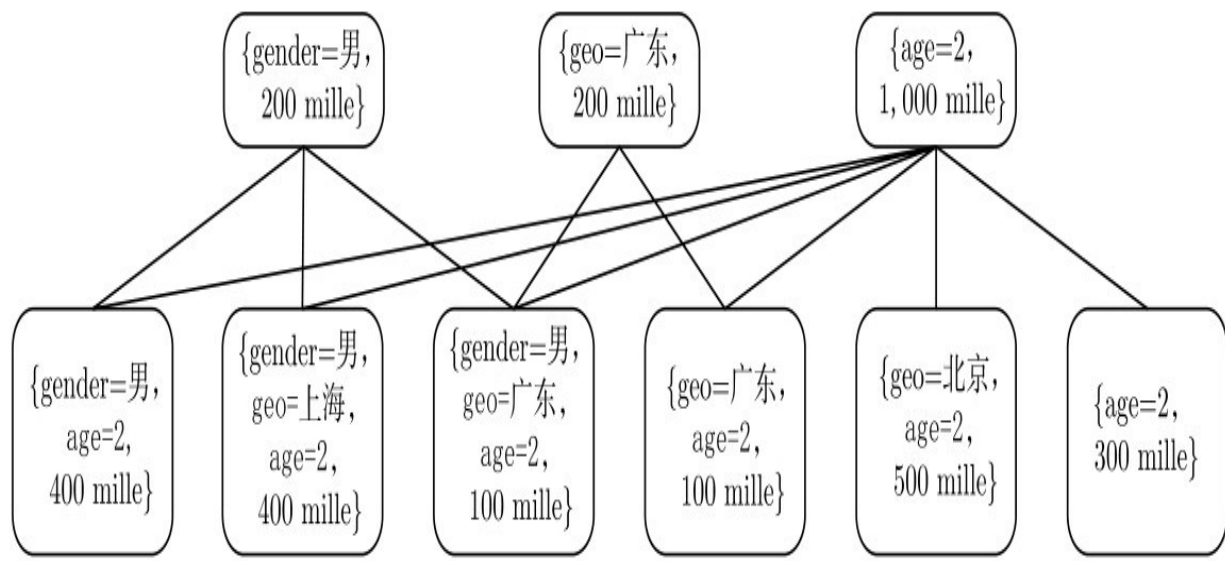 {gender=男,
200 mille}
{geo=广东,
200 mille}
{age=2,
1,000 mille}
{gender=男,
age=2,
400 mille}
{gender=男,
geo=上海,
age=2,
400 mille}
{gender=男,
geo=广东,
age=2,
100 mille}
{geo=广东,
age=2,
100 mille}
{geo=北京,
age=2,
500 mille}
{age=2,
300 mille}